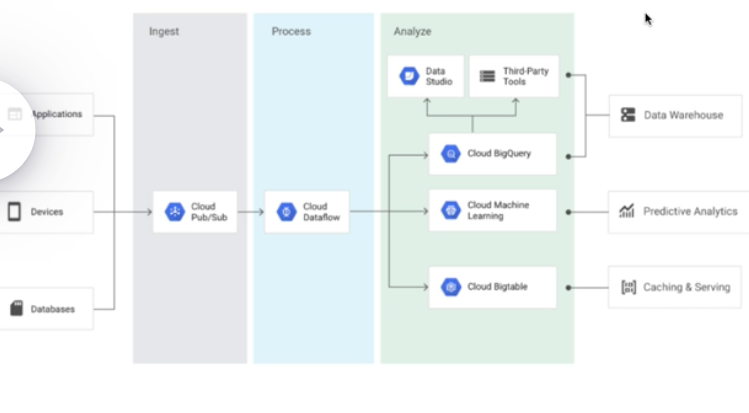 Ingest
Process
Analyze
Data
Studio
Third-Party
Tools
Applications
Data Warehouse
Cloud BigQuery
Devices
Cloud
Pub/Sub
Cloud
Dataflow
Cloud Machine
Learning
Predictive Analytics
Databases
Cloud Bigtable
Caching & Serving